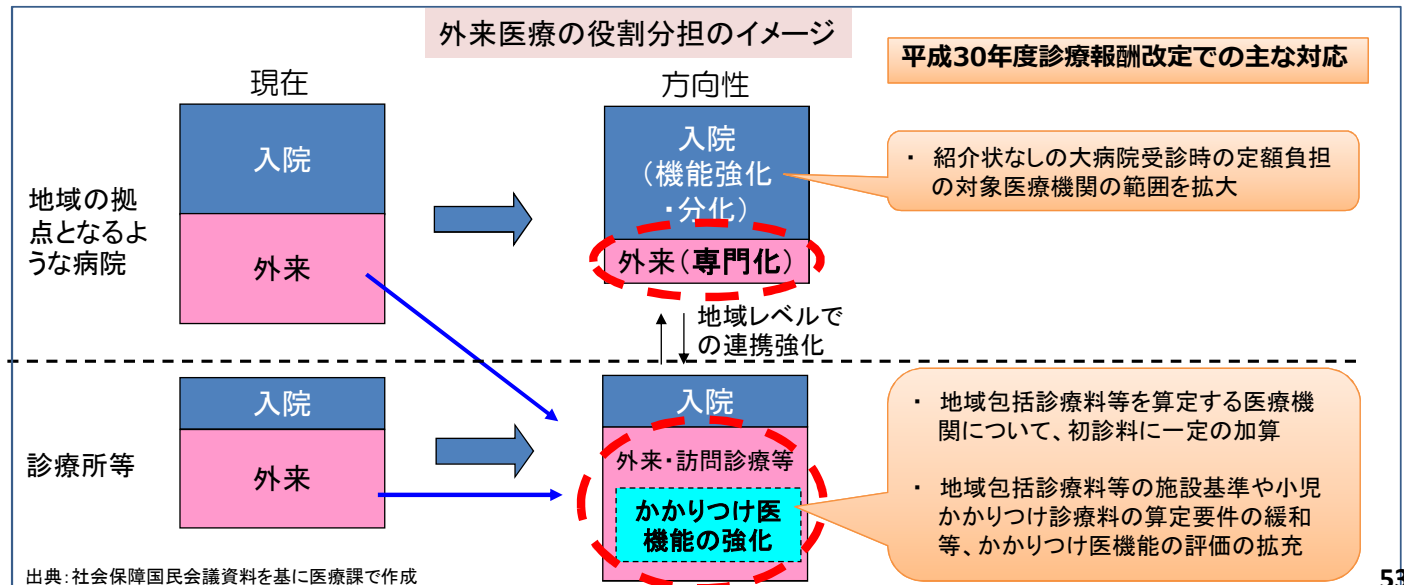 外来医療の役割分担のイメージ
平成30年度診療報酬改定での主な対応
現在
方向性
地域の拠
点となるよ
うな病院
入院
外来
入院
(機能強化
・分化)
外来(専門化)
・ 紹介状なしの大病院受診時の定額負担
の対象医療機関の範囲を拡大
地域レベルで
の連携強化
診療所等
入院
外来
入院
外来・訪問診療等
かかりつけ医
機能の強化
・ 地域包括診療料等を算定する医療機
関について、初診料に一定の加算
・ 地域包括診療料等の施設基準や小児
かかりつけ診療料の算定要件の緩和
等、かかりつけ医機能の評価の拡充
出典:社会保障国民会議資料を基に医療課で作成
53